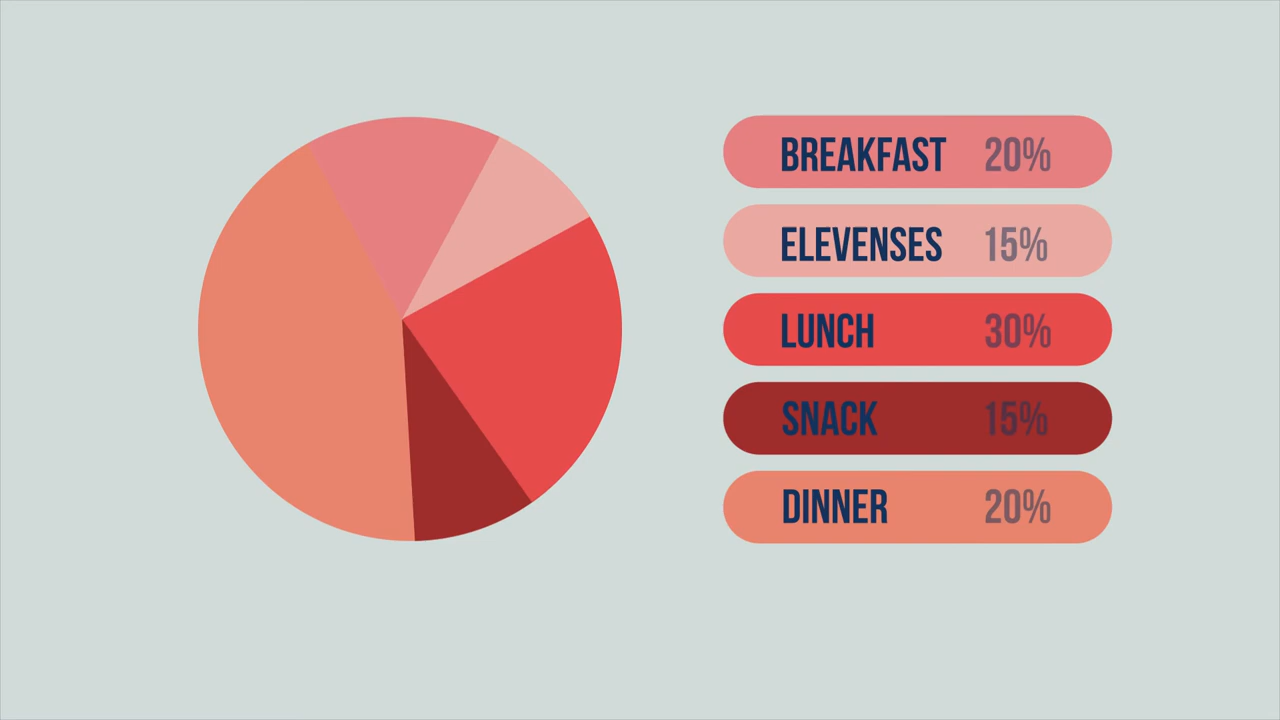 BREAKFAST 20%
ELEVENSES 15%
LUNCH 30%
SNACK 15%
DINNER 20%